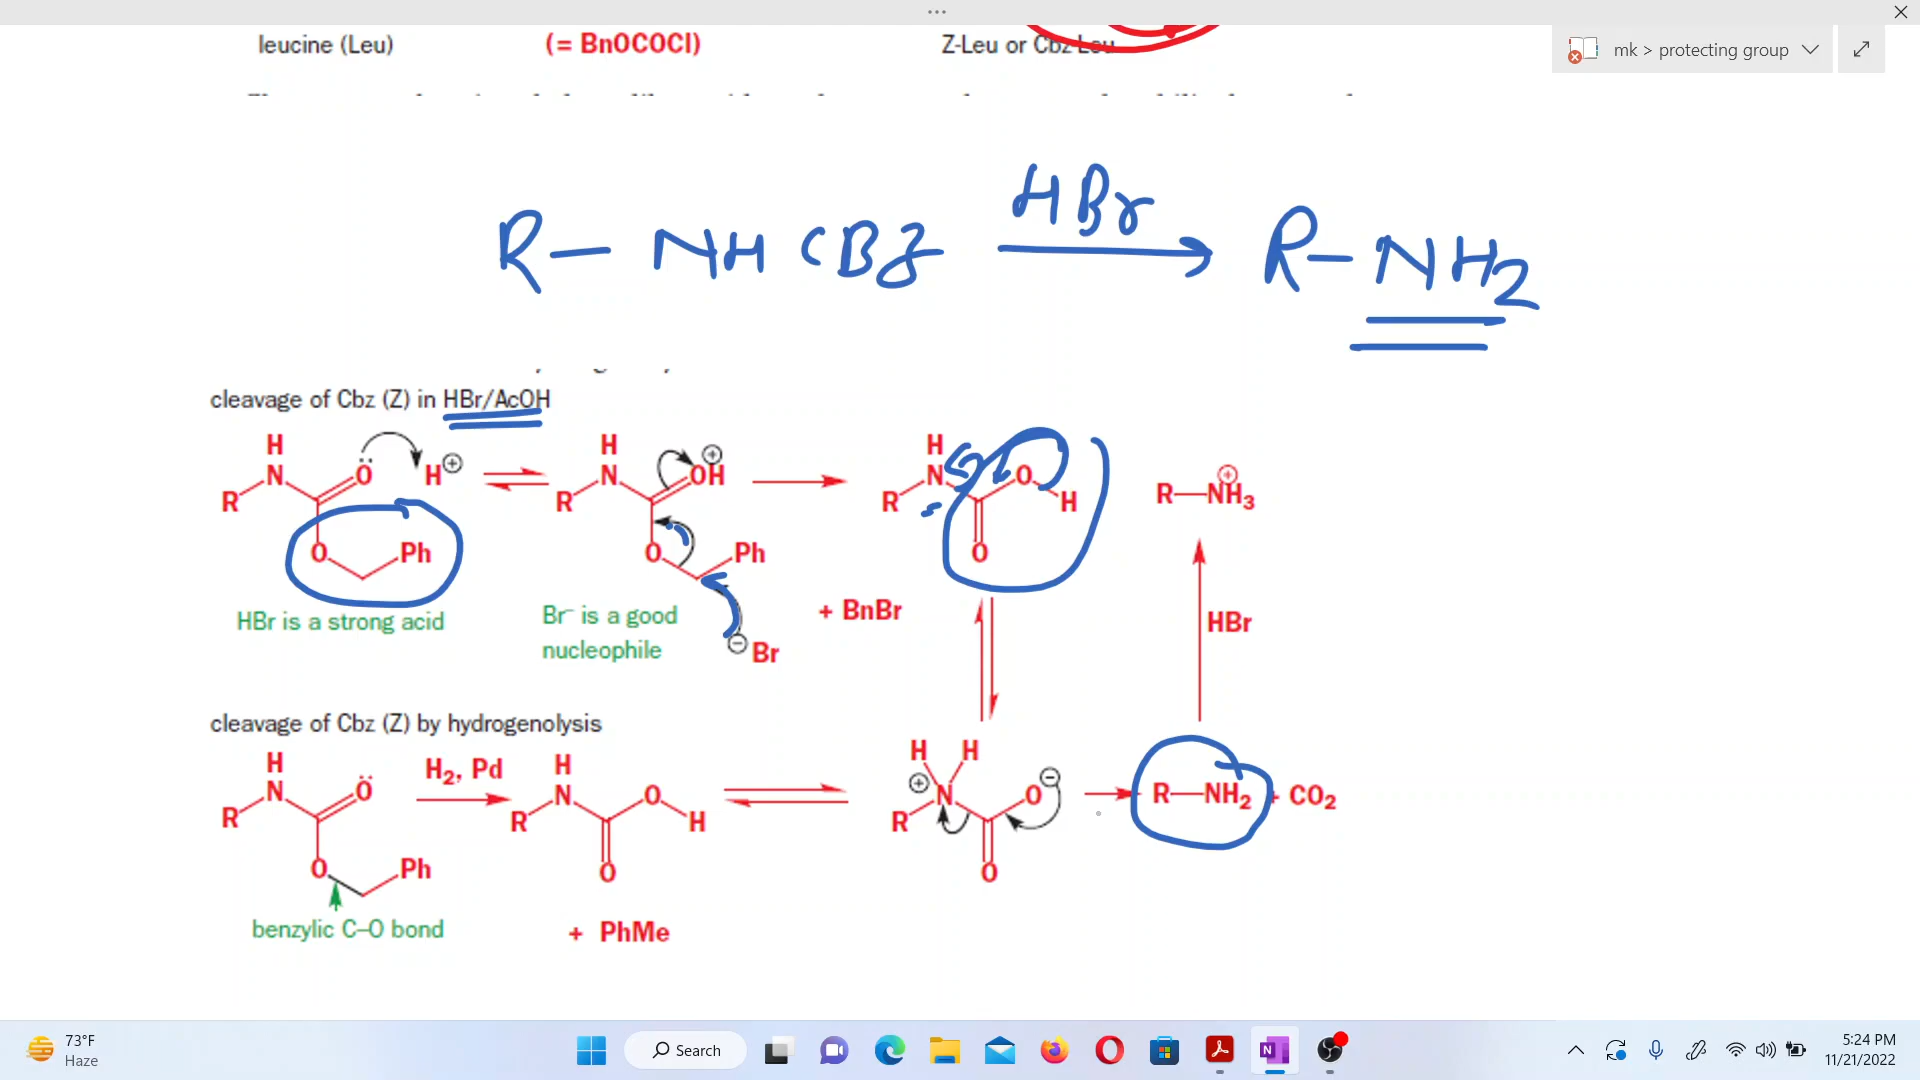 leucine (Leu)
(= BnOCOCl)
Z-Leu or Cbz-Leu
mk > protecting group
R— NH CBz
HBr
R—NH2
cleavage of Cbz (Z) in HBr/AcOH
H
N
R
O
H⊕
O
Ph
HBr is a strong acid
H
N
R
⊕
OH
O
Ph
Br⁻ is a good
nucleophile
⊖Br
+ BnBr
H
N
R
O
H
O
R—NH3
⊕
HBr
cleavage of Cbz (Z) by hydrogenolysis
H
N
R
O
O
Ph
benzylic C–O bond
H2, Pd
H
N
R
O
H
O
+ PhMe
H H
⊕
N
R
O
⊖
O
R—NH2 + CO2
73°F
Haze
Search
5:24 PM
11/21/2022